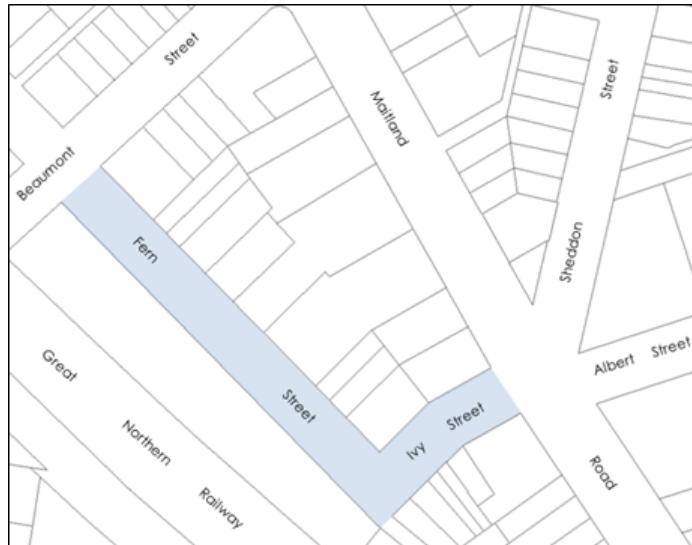 Beaumont Street
Maitland Road
Sheddon Street
Albert Street
Fern Street
Ivy Street
Great Northern Railway